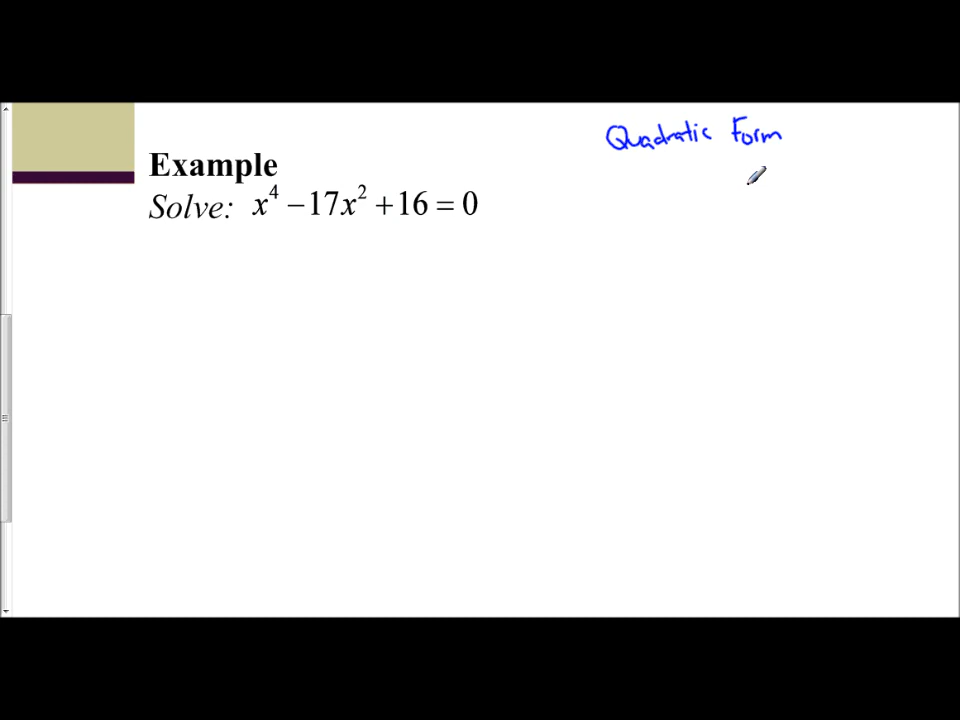 Quadratic Form
Example
Solve: x⁴ − 17x² + 16 = 0